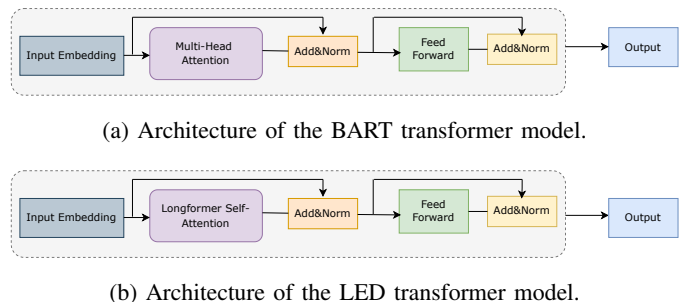 Input Embedding
Multi-Head
Attention
Add&Norm
Feed
Forward
Add&Norm
Output
(a) Architecture of the BART transformer model.
Input Embedding
Longformer Self-
Attention
Add&Norm
Feed
Forward
Add&Norm
Output
(b) Architecture of the LED transformer model.